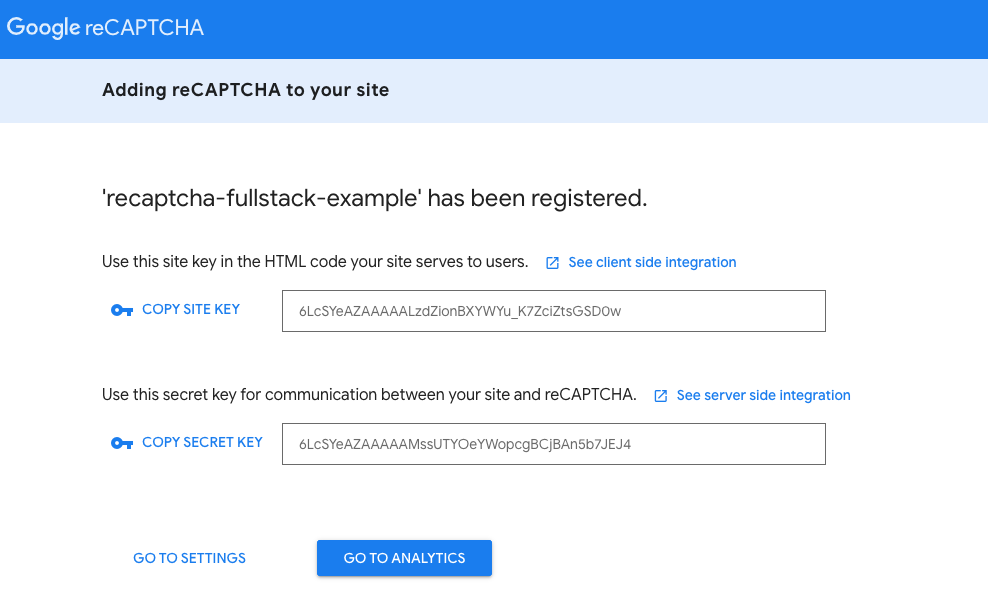 Google reCAPTCHA
Adding reCAPTCHA to your site
'recaptcha-fullstack-example' has been registered.
Use this site key in the HTML code your site serves to users. See client side integration
COPY SITE KEY 6LcSYeAZAAAAALzdZionBXYWYu_K7ZciZtsGSD0w
Use this secret key for communication between your site and reCAPTCHA. See server side integration
COPY SECRET KEY 6LcSYeAZAAAAAMssUTYOeYWopcgBCjBAn5b7JEJ4
GO TO SETTINGS GO TO ANALYTICS